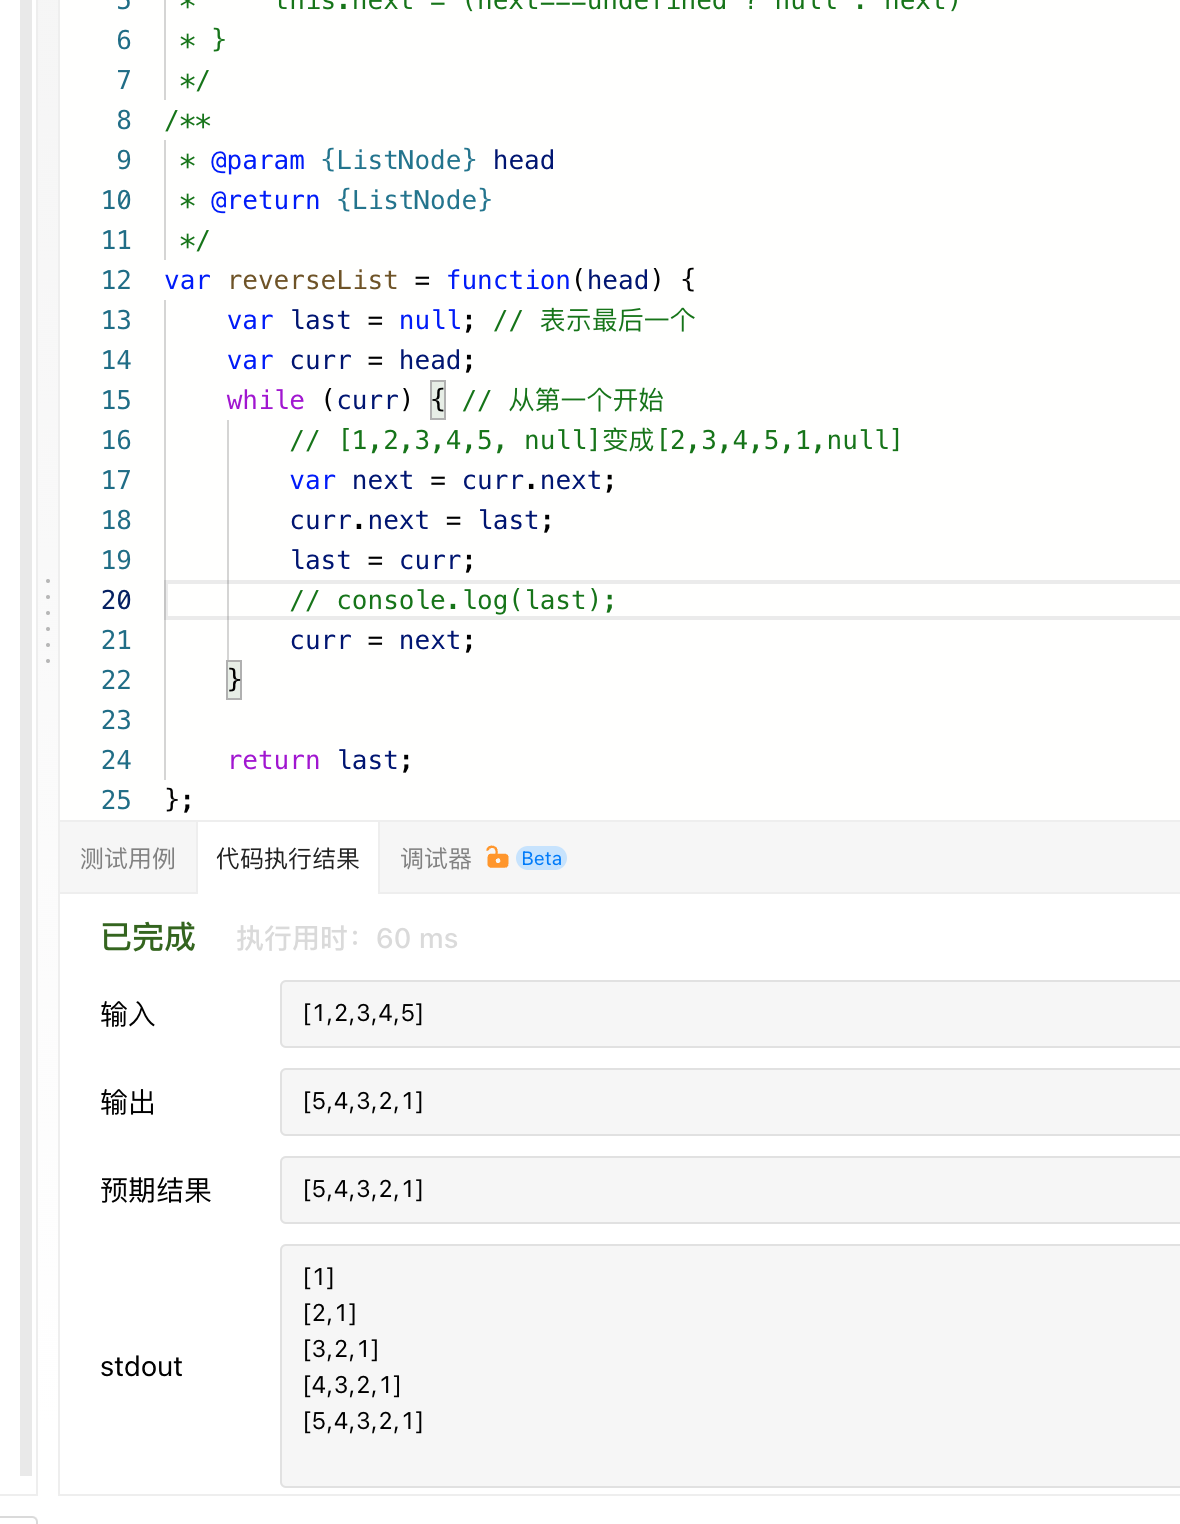 5 *     this.next = (next===undefined ? null : next)
6 * }
7 */
8 /**
9 * @param {ListNode} head
10 * @return {ListNode}
11 */
12 var reverseList = function(head) {
13     var last = null; // 表示最后一个
14     var curr = head;
15     while (curr) { // 从第一个开始
16         // [1,2,3,4,5, null]变成[2,3,4,5,1,null]
17         var next = curr.next;
18         curr.next = last;
19         last = curr;
20         // console.log(last);
21         curr = next;
22     }
23
24     return last;
25 };
测试用例 代码执行结果 调试器 Beta
已完成 执行用时：60 ms
输入 [1,2,3,4,5]
输出 [5,4,3,2,1]
预期结果 [5,4,3,2,1]
stdout
[1]
[2,1]
[3,2,1]
[4,3,2,1]
[5,4,3,2,1]